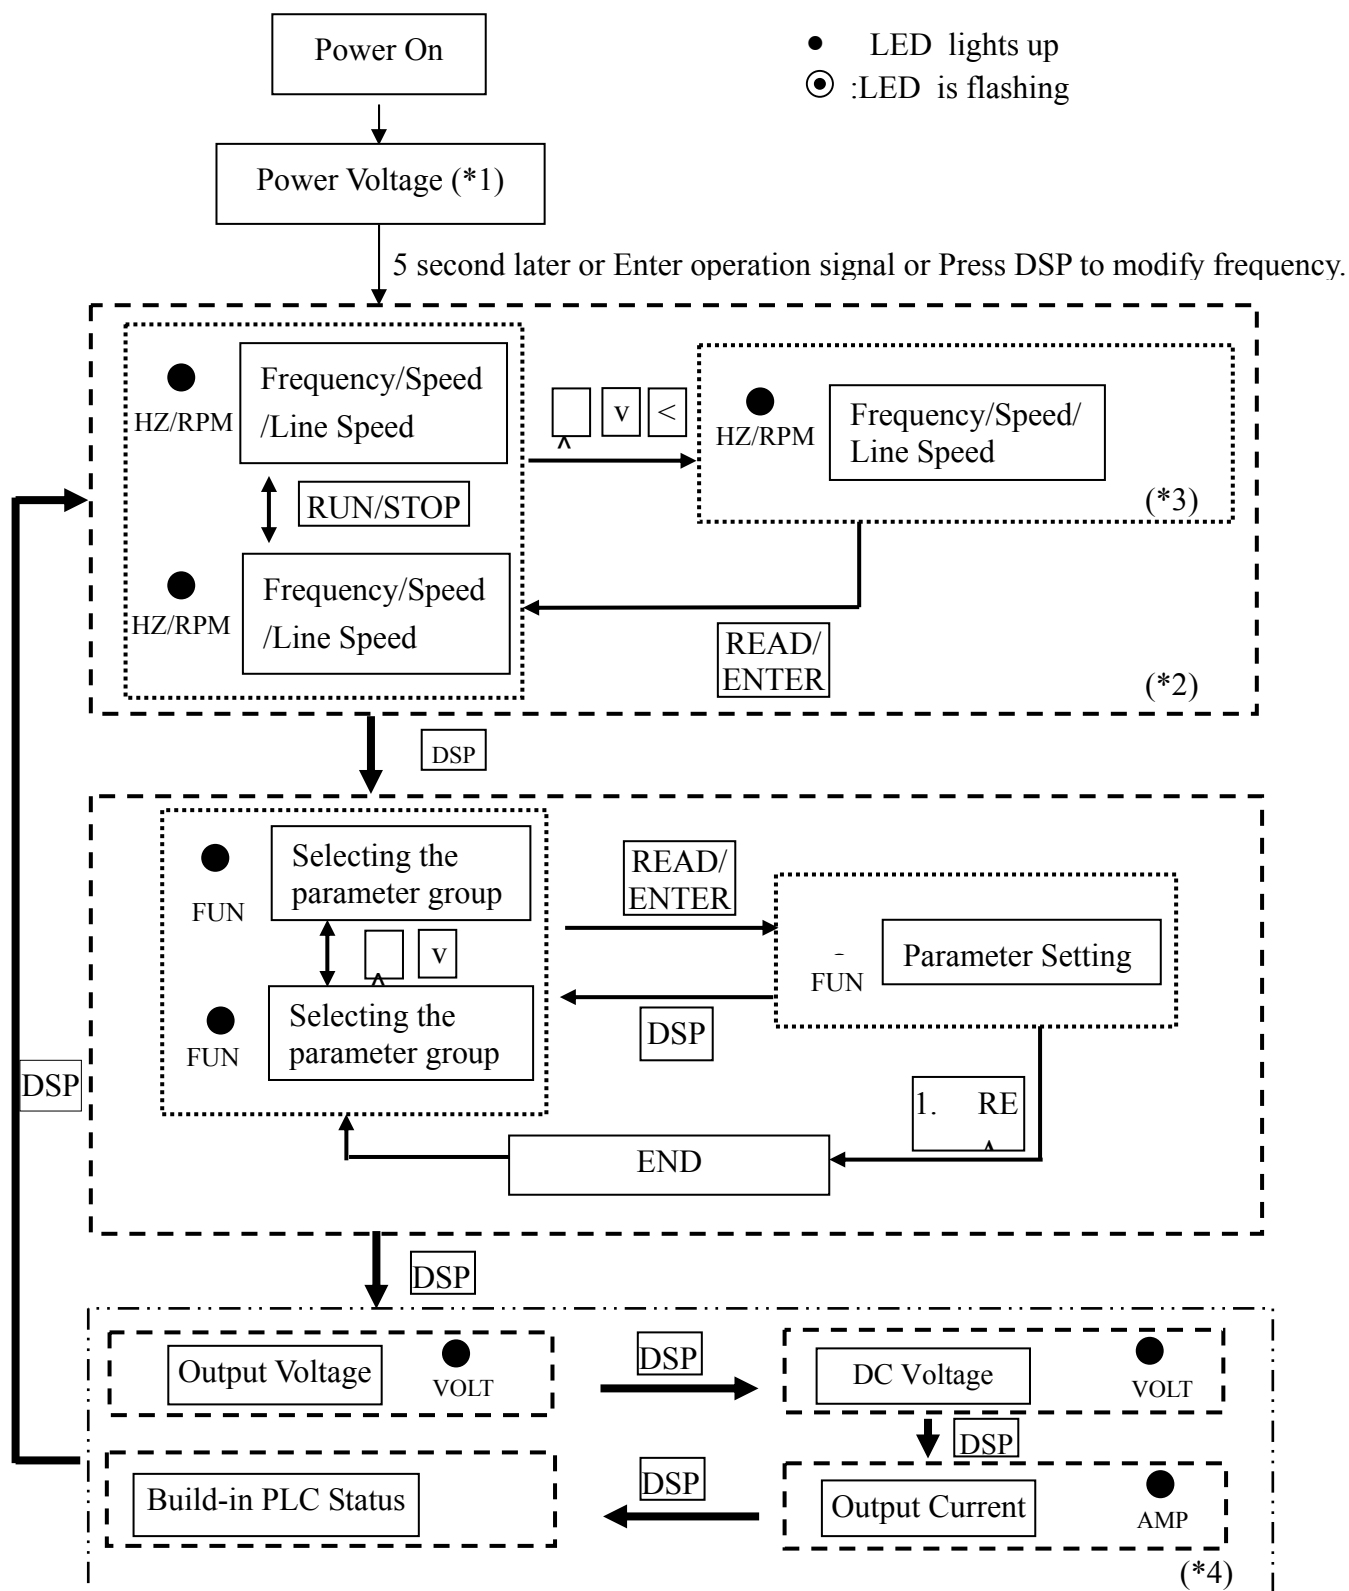 Power On
LED lights up
:LED is flashing
Power Voltage (*1)
5 second later or Enter operation signal or Press DSP to modify frequency.
HZ/RPM
Frequency/Speed
/Line Speed
^
v
<
HZ/RPM
Frequency/Speed/
Line Speed
(*3)
RUN/STOP
HZ/RPM
Frequency/Speed
/Line Speed
READ/
ENTER
(*2)
DSP
FUN
Selecting the
parameter group
READ/
ENTER
^
v
FUN
Parameter Setting
FUN
Selecting the
parameter group
DSP
DSP
1. RE
^
END
DSP
Output Voltage
VOLT
DSP
DC Voltage
VOLT
DSP
Build-in PLC Status
DSP
Output Current
AMP
(*4)